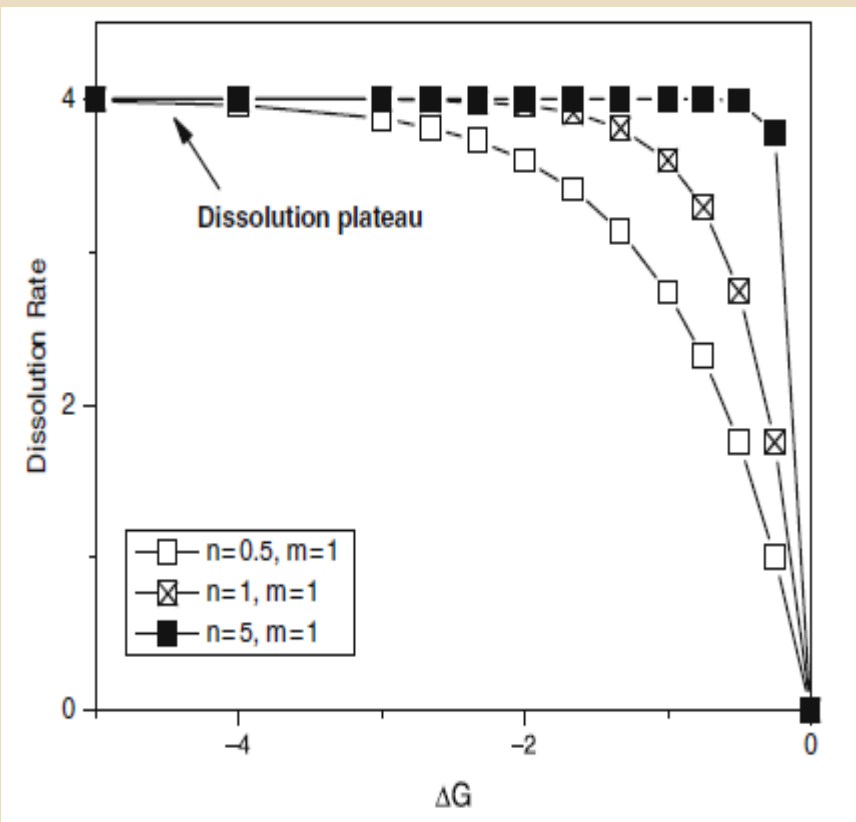 4
Dissolution plateau
Dissolution Rate
2
n=0.5, m=1
n=1, m=1
n=5, m=1
0
–4
–2
0
ΔG